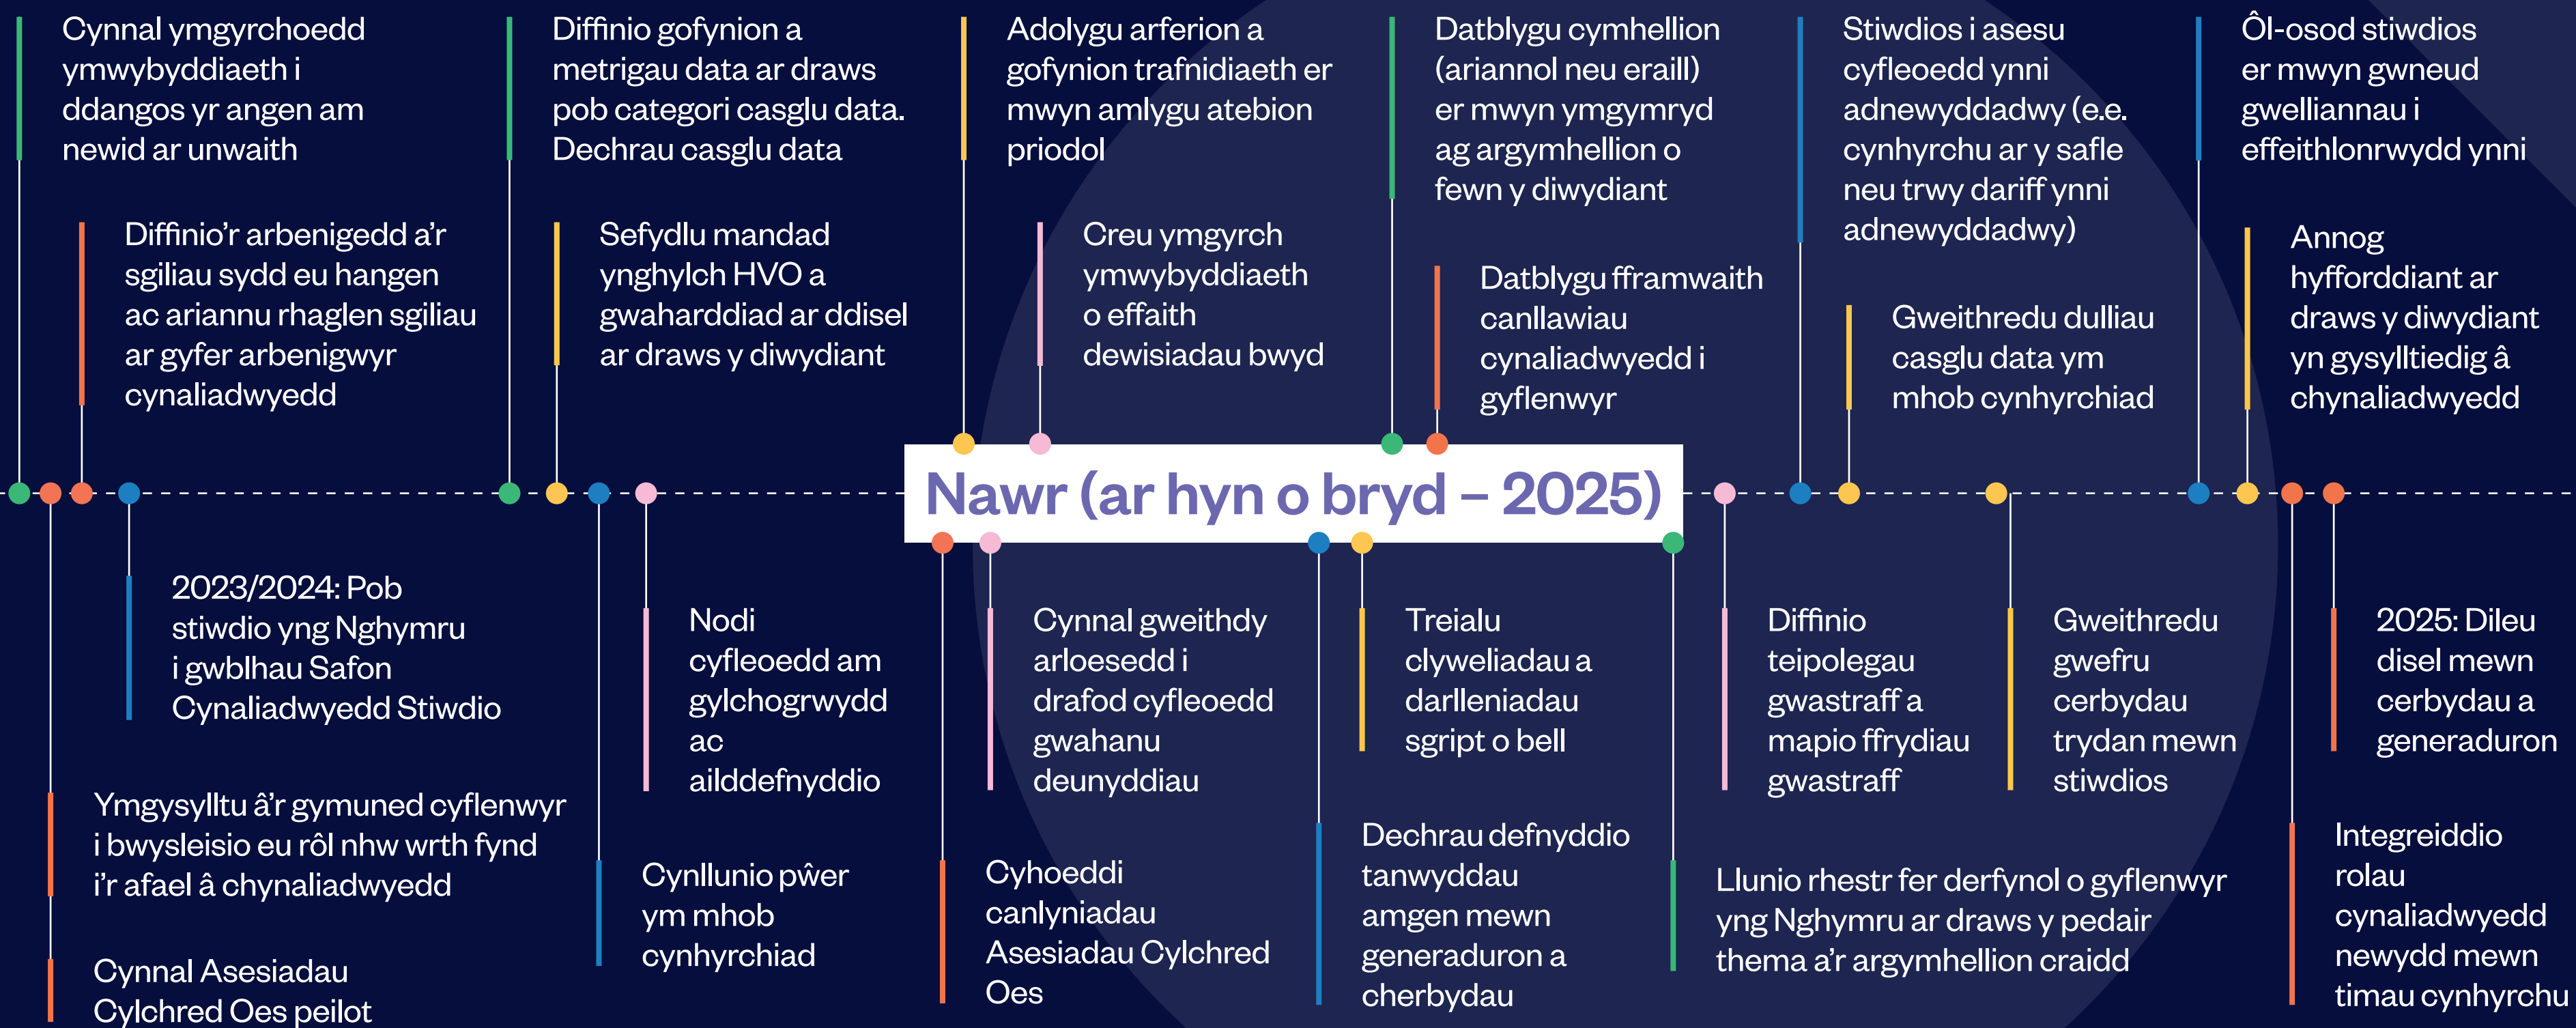 Cynnal ymgyrchoedd
ymwybyddiaeth i
ddangos yr angen am
newid ar unwaith
Diffinio gofynion a
metrigau data ar draws
pob categori casglu data.
Dechrau casglu data
Adolygu arferion a
gofynion trafnidiaeth er
mwyn amlygu atebion
priodol
Datblygu cymhellion
(ariannol neu eraill)
er mwyn ymgymryd
ag argymhellion o
fewn y diwydiant
Stiwdios i asesu
cyfleoedd ynni
adnewyddadwy (e.e.
cynhyrchu ar y safle
neu trwy dariff ynni
adnewyddadwy)
Ôl-osod stiwdios
er mwyn gwneud
gwelliannau i
effeithlonrwydd ynni
Diffinio'r arbenigedd a'r
sgiliau sydd eu hangen
ac ariannu rhaglen sgiliau
ar gyfer arbenigwyr
cynaliadwyedd
Sefydlu mandad
ynghylch HVO a
gwaharddiad ar ddisel
ar draws y diwydiant
Creu ymgyrch
ymwybyddiaeth
o effaith
dewisiadau bwyd
Datblygu fframwaith
canllawiau
cynaliadwyedd i
gyflenwyr
Gweithredu dulliau
casglu data ym
mhob cynhyrchiad
Annog
hyfforddiant ar
draws y diwydiant
yn gysylltiedig â
chynaliadwyedd
Nawr (ar hyn o bryd – 2025)
2023/2024: Pob
stiwdio yng Nghymru
i gwblhau Safon
Cynaliadwyedd Stiwdio
Nodi
cyfleoedd am
gylchogrwydd
ac
ailddefnyddio
Cynnal gweithdy
arloesedd i
drafod cyfleoedd
gwahanu
deunyddiau
Treialu
clyweliadau a
darlleniadau
sgript o bell
Diffinio
teipolegau
gwastraff a
mapio ffrydiau
gwastraff
Gweithredu
gwefru
cerbydau
trydan mewn
stiwdios
2025: Dileu
disel mewn
cerbydau a
generaduron
Ymgysylltu â'r gymuned cyflenwyr
i bwysleisio eu rôl nhw wrth fynd
i'r afael â chynaliadwyedd
Cynllunio pŵer
ym mhob
cynhyrchiad
Cyhoeddi
canlyniadau
Asesiadau Cylchred
Oes
Dechrau defnyddio
tanwyddau
amgen mewn
generaduron a
cherbydau
Llunio rhestr fer derfynol o gyflenwyr
yng Nghymru ar draws y pedair
thema a'r argymhellion craidd
Integreiddio
rolau
cynaliadwyedd
newydd mewn
timau cynhyrchu
Cynnal Asesiadau
Cylchred Oes peilot